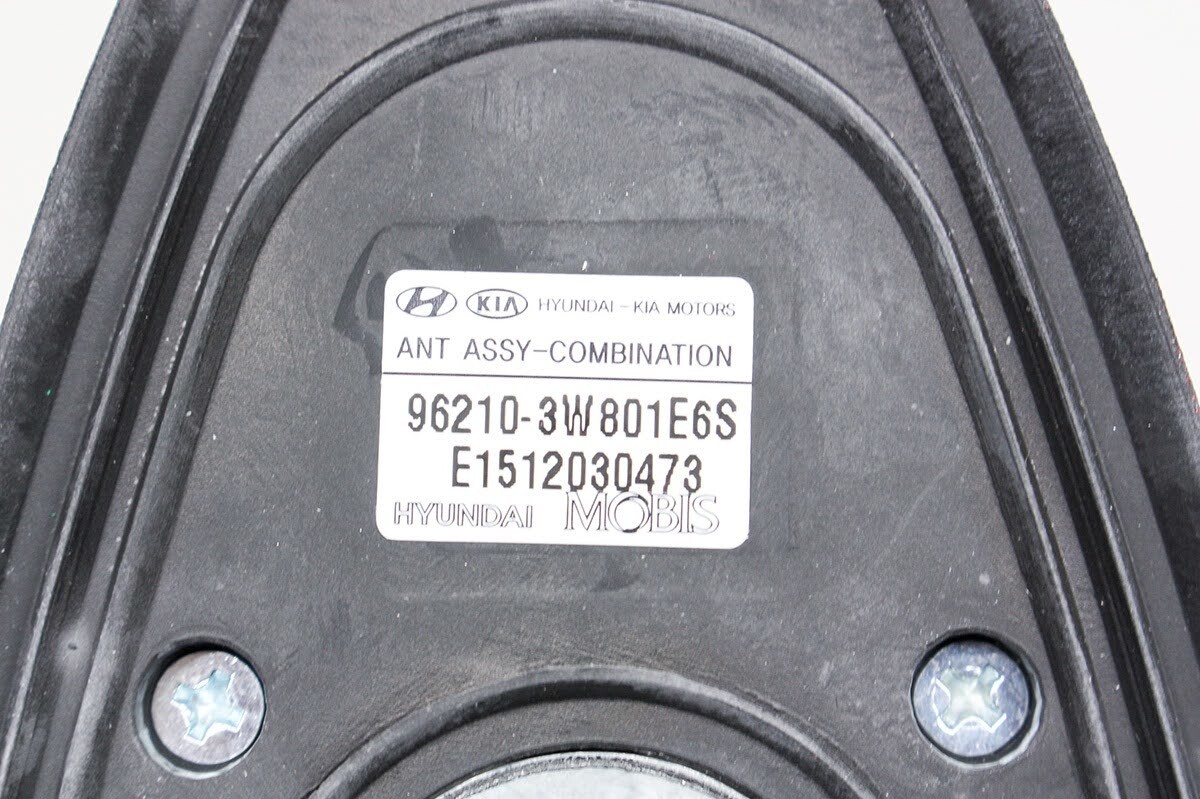 KIA HYUNDAI-KIA MOTORS
ANT ASSY-COMBINATION
96210-3W801E6S
E1512030473
HYUNDAI MOBIS